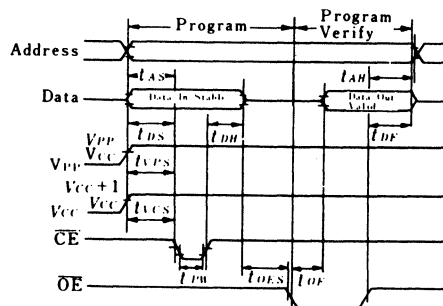 Program
Program
Verify
Address
tAS
tAH
Data
Data In Stable
Data Out
Valid
tDS
tDH
tDF
VPP
VCC
VPP
tVPS
VCC+1
VCC
VCC
tVCS
CE
tPW
tOES
tOE
OE